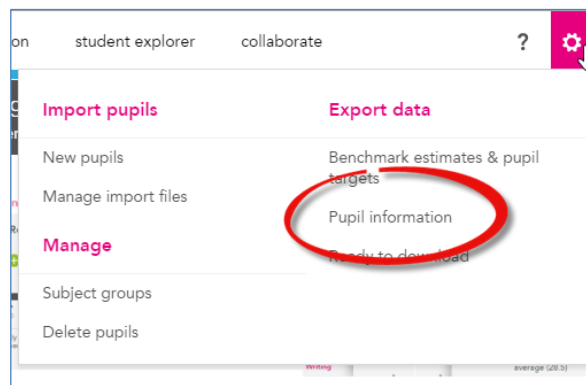 on student explorer collaborate ?
Import pupils
New pupils
Manage import files
Manage
Subject groups
Delete pupils
Export data
Benchmark estimates & pupil
targets
Pupil information
Ready to download
Writing
average (28.5)